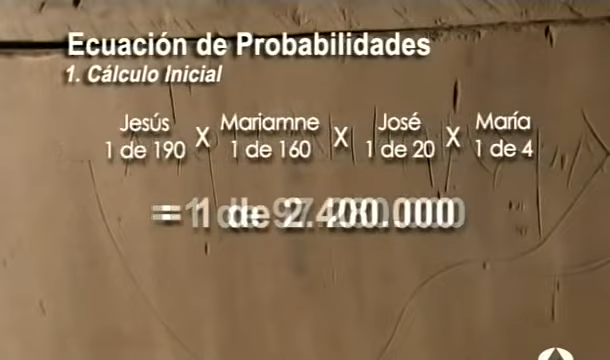 Ecuación de Probabilidades
1. Cálculo Inicial
Jesús X Mariamne X José X María
1 de 190 1 de 160 1 de 20 1 de 4
= 1 de 2.400.000